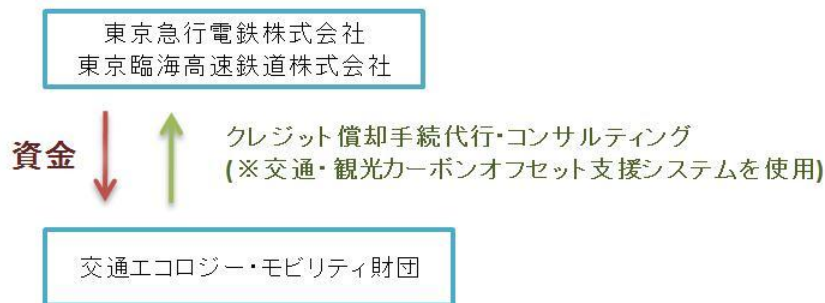 東京急行電鉄株式会社
東京臨海高速鉄道株式会社
資金
クレジット償却手続代行・コンサルティング
(※交通・観光カーボンオフセット支援システムを使用)
交通エコロジー・モビリティ財団